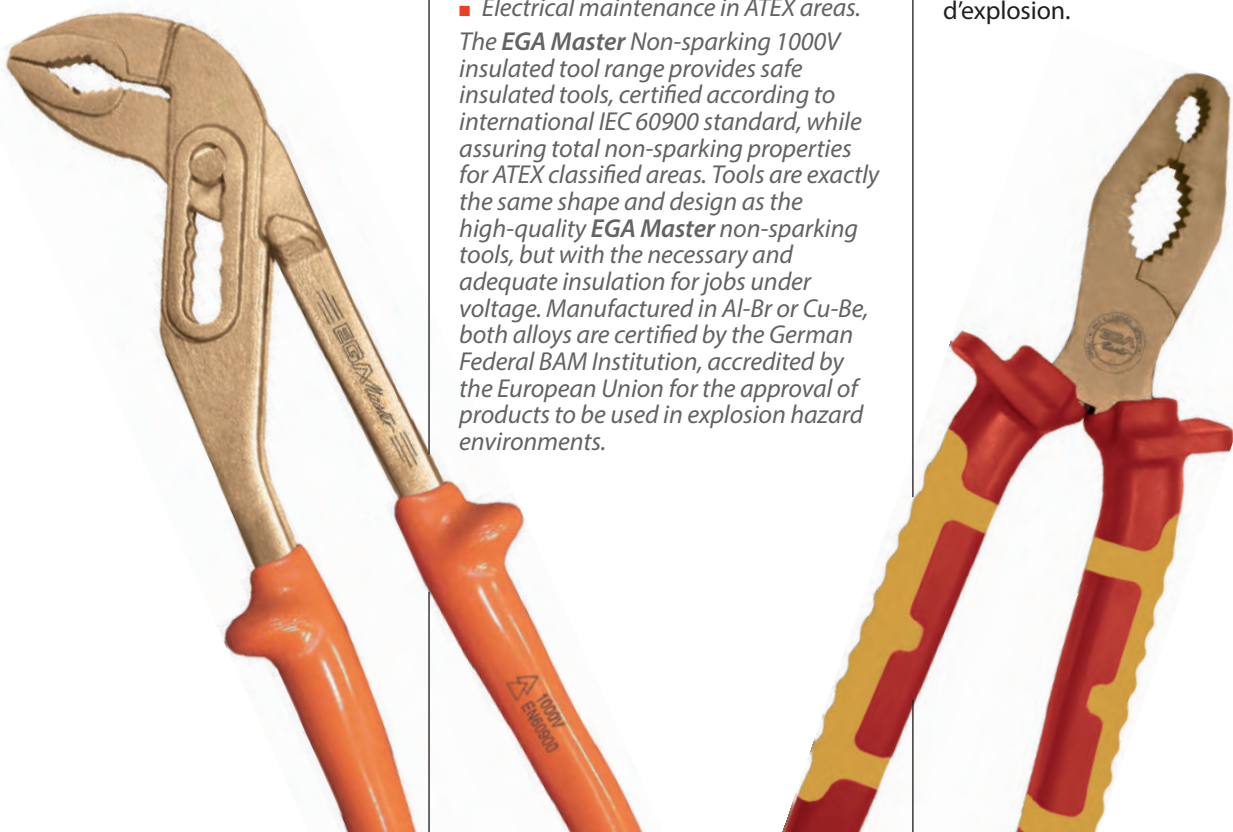 Electrical maintenance in ATEX areas.
The EGA Master Non-sparking 1000V
insulated tool range provides safe
insulated tools, certified according to
international IEC 60900 standard, while
assuring total non-sparking properties
for ATEX classified areas. Tools are exactly
the same shape and design as the
high-quality EGA Master non-sparking
tools, but with the necessary and
adequate insulation for jobs under
voltage. Manufactured in Al-Br or Cu-Be,
both alloys are certified by the German
Federal BAM Institution, accredited by
the European Union for the approval of
products to be used in explosion hazard
environments.
d’explosion.
EGA Master
1000V
EN60900
EGA
Master